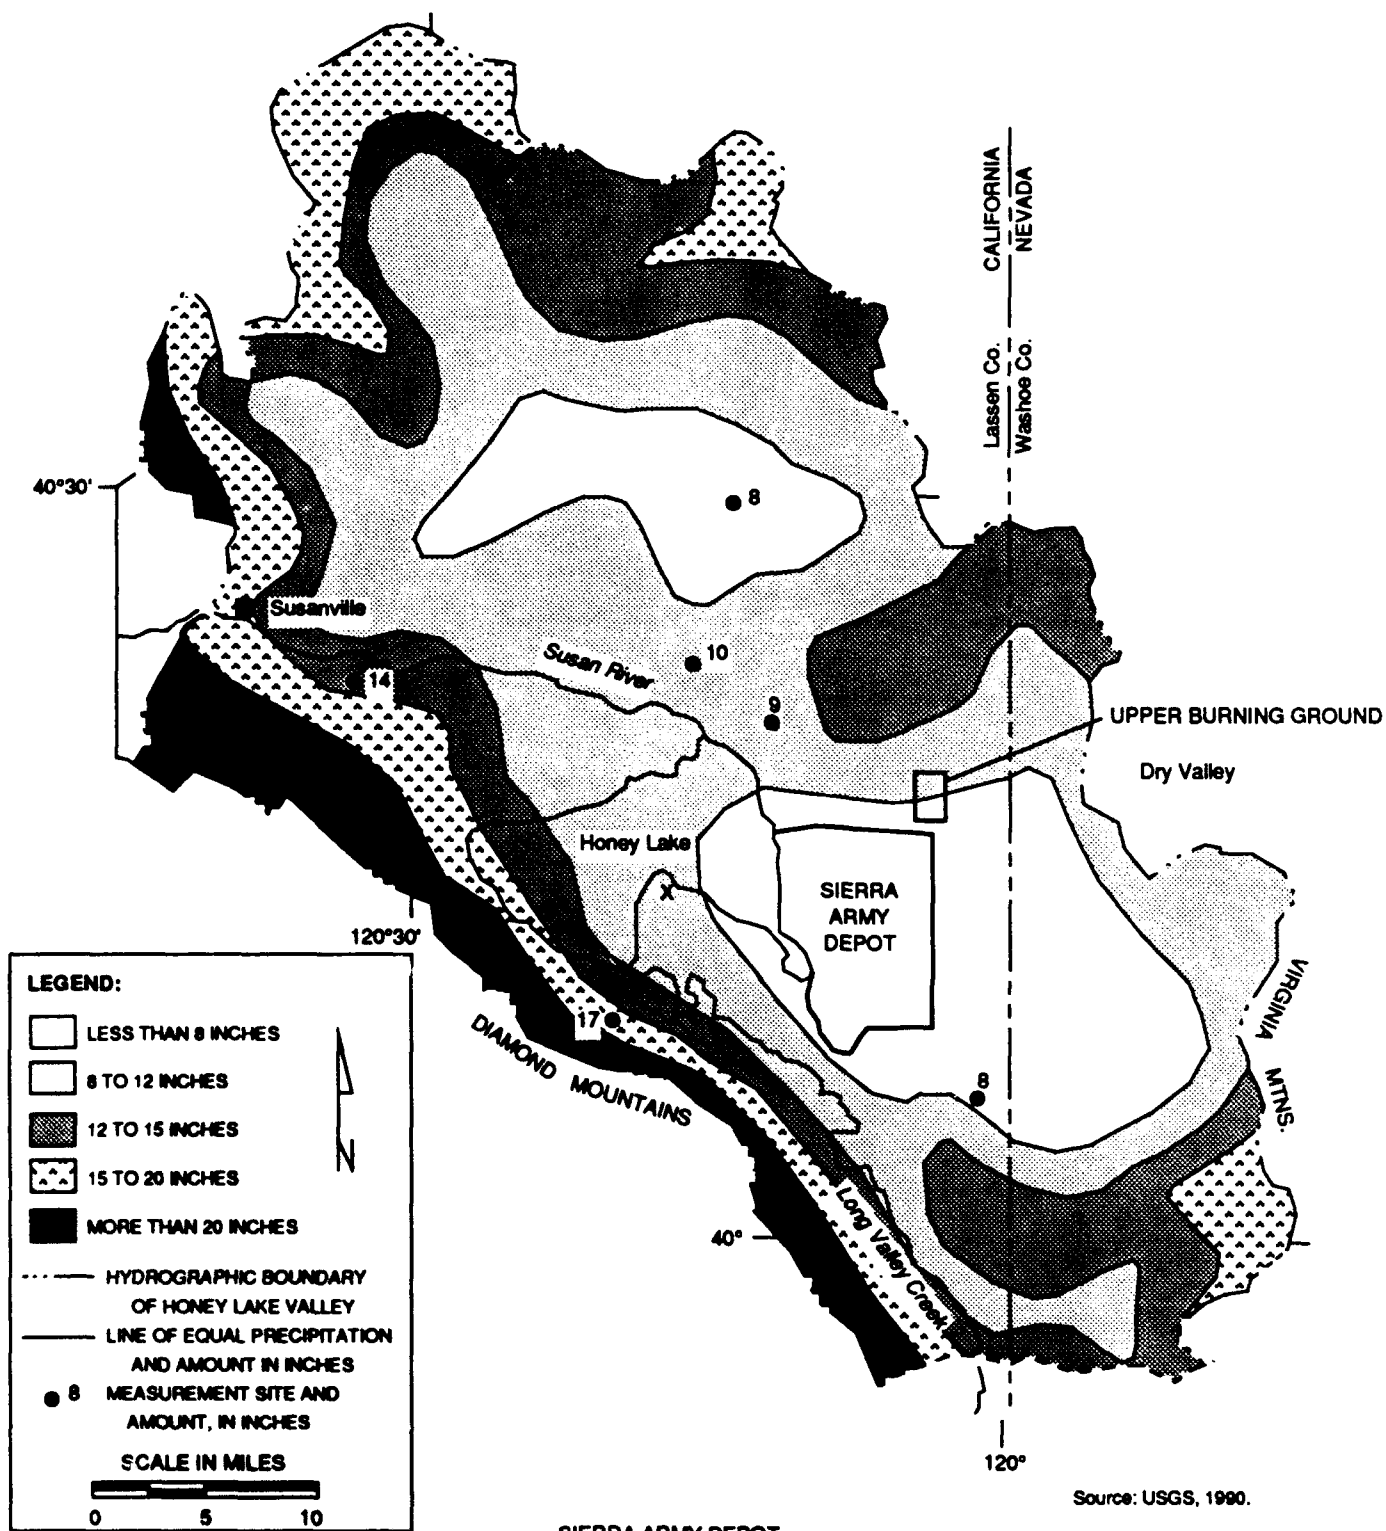 CALIFORNIA
NEVADA
Lassen Co.
Washoe Co.
40°30'
8
Susanville
14
Susan River
10
9
UPPER BURNING GROUND
Dry Valley
Honey Lake
X
SIERRA
ARMY
DEPOT
120°30'
17
DIAMOND MOUNTAINS
VIRGINIA
MTNS.
8
Long Valley Creek
40°
120°
LEGEND:
LESS THAN 8 INCHES
8 TO 12 INCHES
12 TO 15 INCHES
15 TO 20 INCHES
MORE THAN 20 INCHES
HYDROGRAPHIC BOUNDARY
OF HONEY LAKE VALLEY
LINE OF EQUAL PRECIPITATION
AND AMOUNT IN INCHES
8 MEASUREMENT SITE AND
AMOUNT, IN INCHES
SCALE IN MILES
0 5 10
N
Source: USGS, 1990.
SIERRA ARMY DEPOT